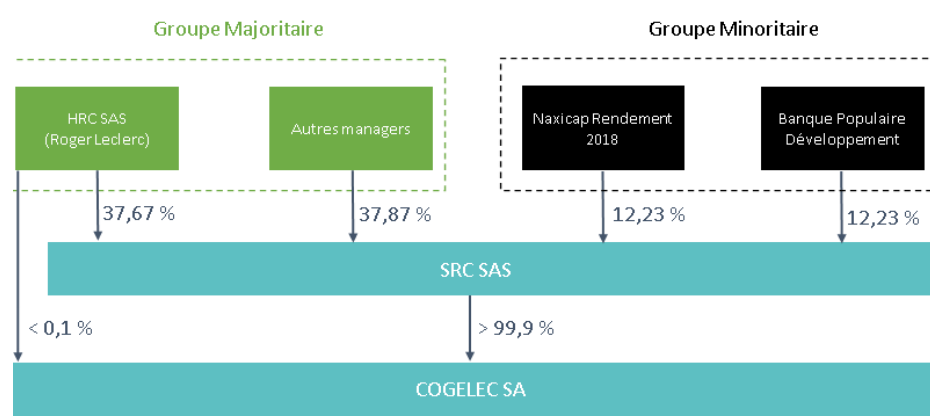 Groupe Majoritaire
Groupe Minoritaire
HRC SAS
(Roger Leclerc)
Autres managers
Naxicap Rendement
2018
Banque Populaire
Développement
37,67 %
37,87 %
12,23 %
12,23 %
SRC SAS
< 0,1 %
> 99,9 %
COGELEC SA